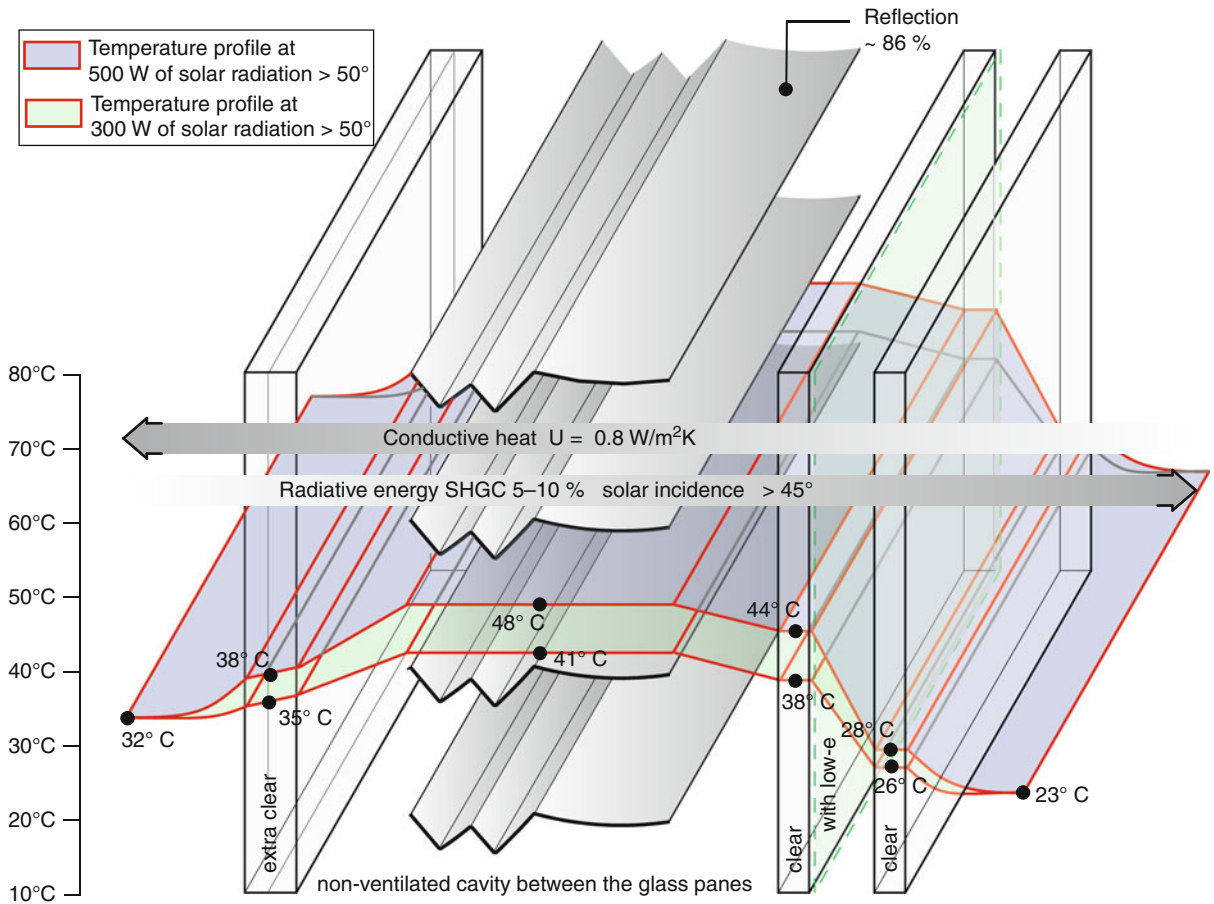 Reflection
~ 86 %
Temperature profile at
500 W of solar radiation > 50°
Temperature profile at
300 W of solar radiation > 50°
80°C
70°C
60°C
50°C
40°C
30°C
20°C
10°C
Conductive heat U = 0.8 W/m²K
Radiative energy SHGC 5–10 % solar incidence > 45°
48° C
44° C
41° C
38° C
38° C
35° C
32° C
28° C
26° C
23° C
extra clear
clear
with low-e
clear
non-ventilated cavity between the glass panes